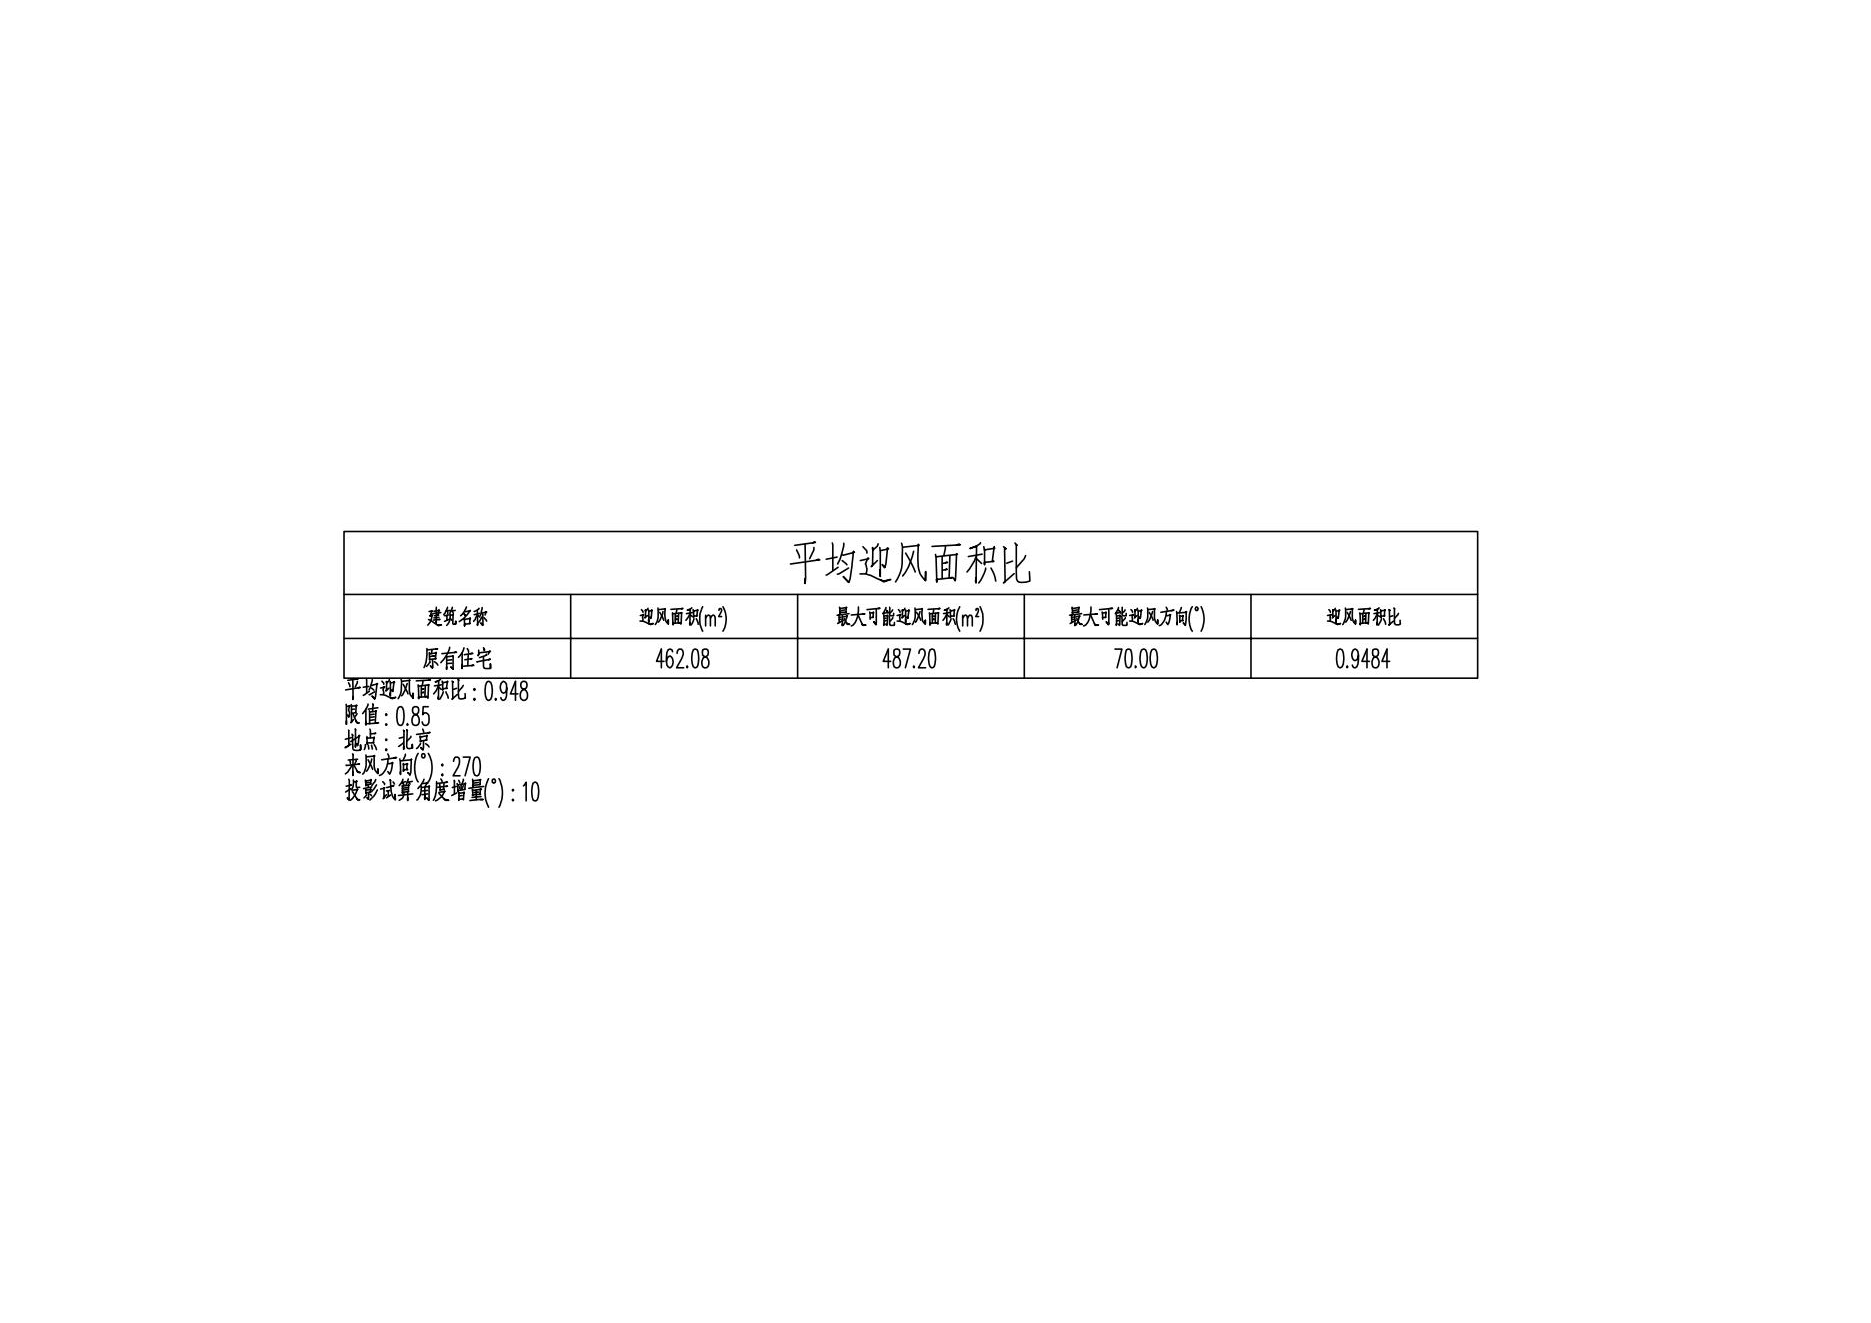 平均迎风面积比
建筑名称 迎风面积(m²) 最大可能迎风面积(m²) 最大可能迎风方向(°) 迎风面积比
原有住宅 462.08 487.20 70.00 0.9484
平均迎风面积比 : 0.948
限值 : 0.85
地点 : 北京
来风方向(°) : 270
投影试算角度增量(°) : 10